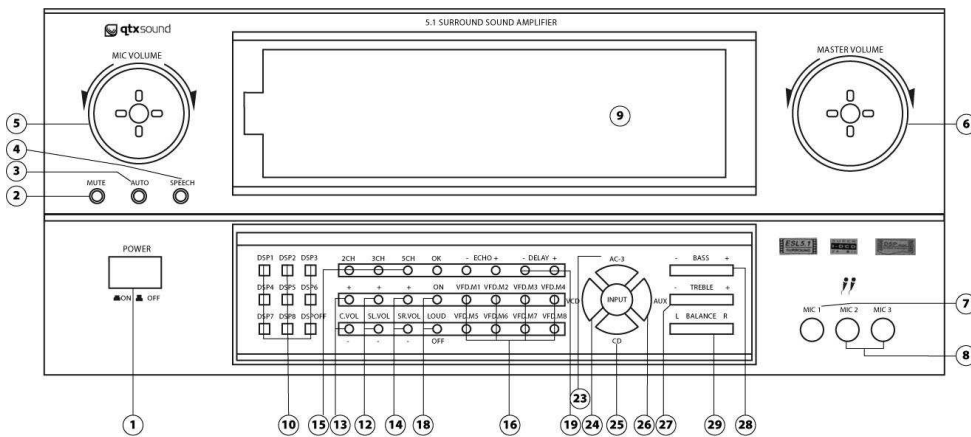 5.1 SURROUND SOUND AMPLIFIER
qtxsound
MIC VOLUME
MASTER VOLUME
9
5
6
4
3
2
MUTE AUTO SPEECH
POWER
ON OFF
DSP1 DSP2 DSP3
DSP4 DSP5 DSP6
DSP7 DSP8 DSPOFF
2CH 3CH 5CH OK - ECHO + - DELAY +
+ + + ON VFD.M1 VFD.M2 VFD.M3 VFD.M4
C.VOL SL.VOL SR.VOL LOUD VFD.M5 VFD.M6 VFD.M7 VFD.M8
- - - OFF
AC-3
VCD INPUT AUX
CD
- BASS +
- TREBLE +
L BALANCE R
ESL5.1
MIC 1 MIC 2 MIC 3
7
8
23
1 10 15 13 12 14 18 16 19 24 25 26 27 29 28